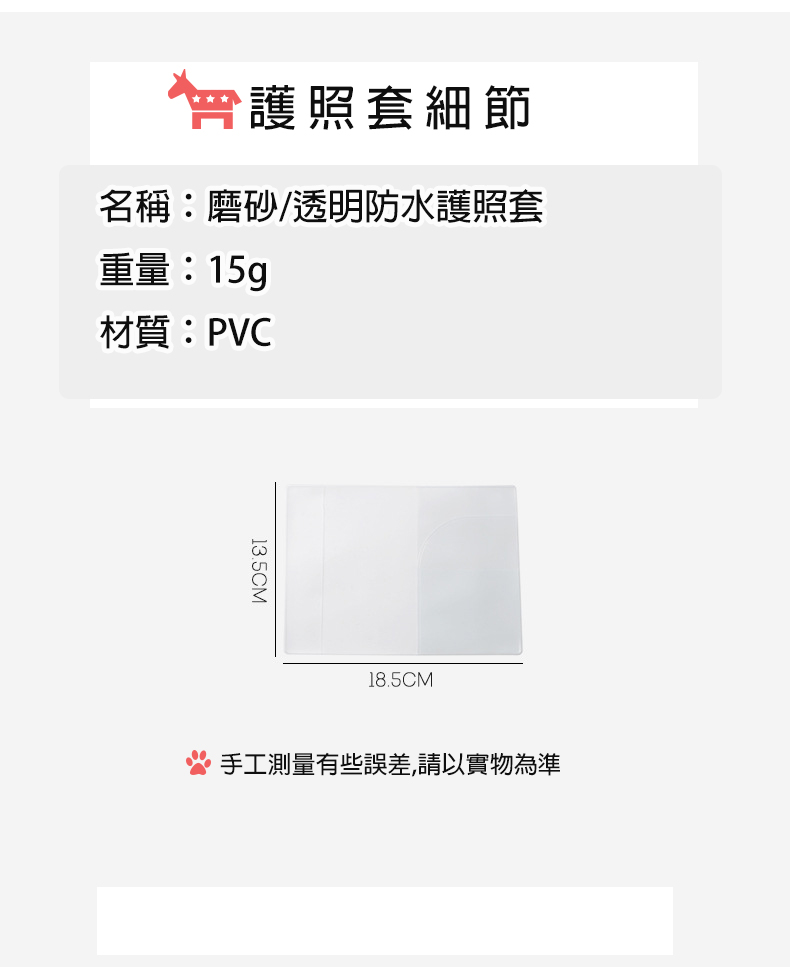 護照套細節
名稱：磨砂/透明防水護照套
重量：15g
材質：PVC
13.5CM
18.5CM
手工測量有些誤差,請以實物為準